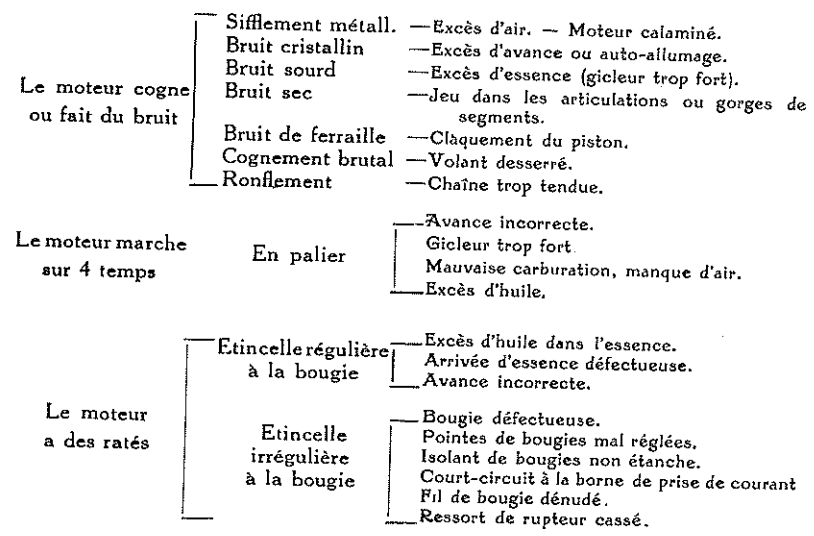 Le moteur cogne
ou fait du bruit
Sifflement métall. —Excès d'air. — Moteur calaminé.
Bruit cristallin —Excès d'avance ou auto-allumage.
Bruit sourd —Excès d'essence (gicleur trop fort).
Bruit sec —Jeu dans les articulations ou gorges de
segments.
Bruit de ferraille —Claquement du piston.
Cognement brutal —Volant desserré.
Ronflement —Chaîne trop tendue.
Le moteur marche
sur 4 temps
En palier
Avance incorrecte.
Gicleur trop fort
Mauvaise carburation, manque d'air.
Excès d'huile.
Le moteur
a des ratés
Etincelle régulière
à la bougie
Excès d'huile dans l'essence.
Arrivée d'essence défectueuse.
Avance incorrecte.
Etincelle
irrégulière
à la bougie
Bougie défectueuse.
Pointes de bougies mal réglées.
Isolant de bougies non étanche.
Court-circuit à la borne de prise de courant
Fil de bougie dénudé.
Ressort de rupteur cassé.